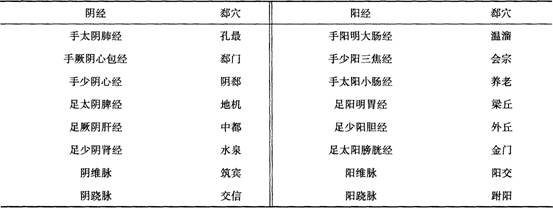 阴经 郄穴 阳经 郄穴
手太阴肺经 孔最 手阳明大肠经 温溜
手厥阴心包经 郄门 手少阳三焦经 会宗
手少阴心经 阴郄 手太阳小肠经 养老
足太阴脾经 地机 足阳明胃经 梁丘
足厥阴肝经 中都 足少阳胆经 外丘
足少阴肾经 水泉 足太阳膀胱经 金门
阴维脉 筑宾 阳维脉 阳交
阴跷脉 交信 阳跷脉 跗阳